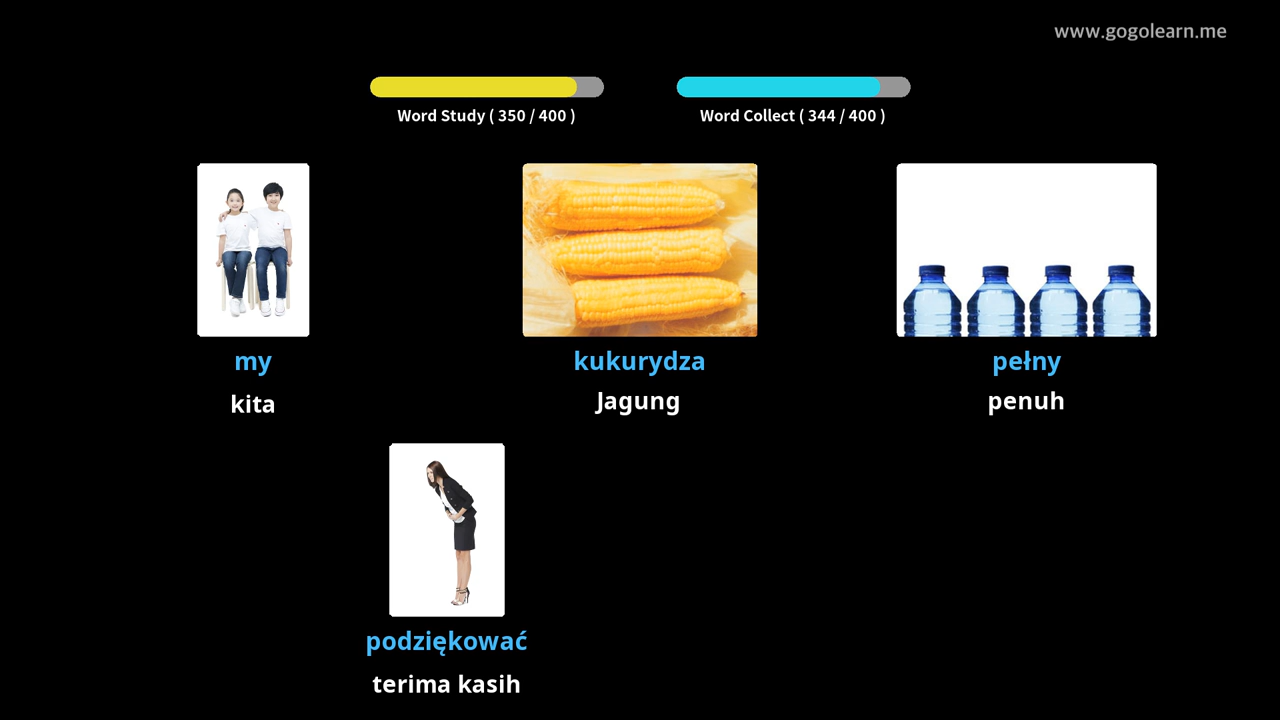 www.gogolearn.me
Word Study ( 350 / 400 )
Word Collect ( 344 / 400 )
my
kukurydza
pełny
kita
Jagung
penuh
podziękować
terima kasih